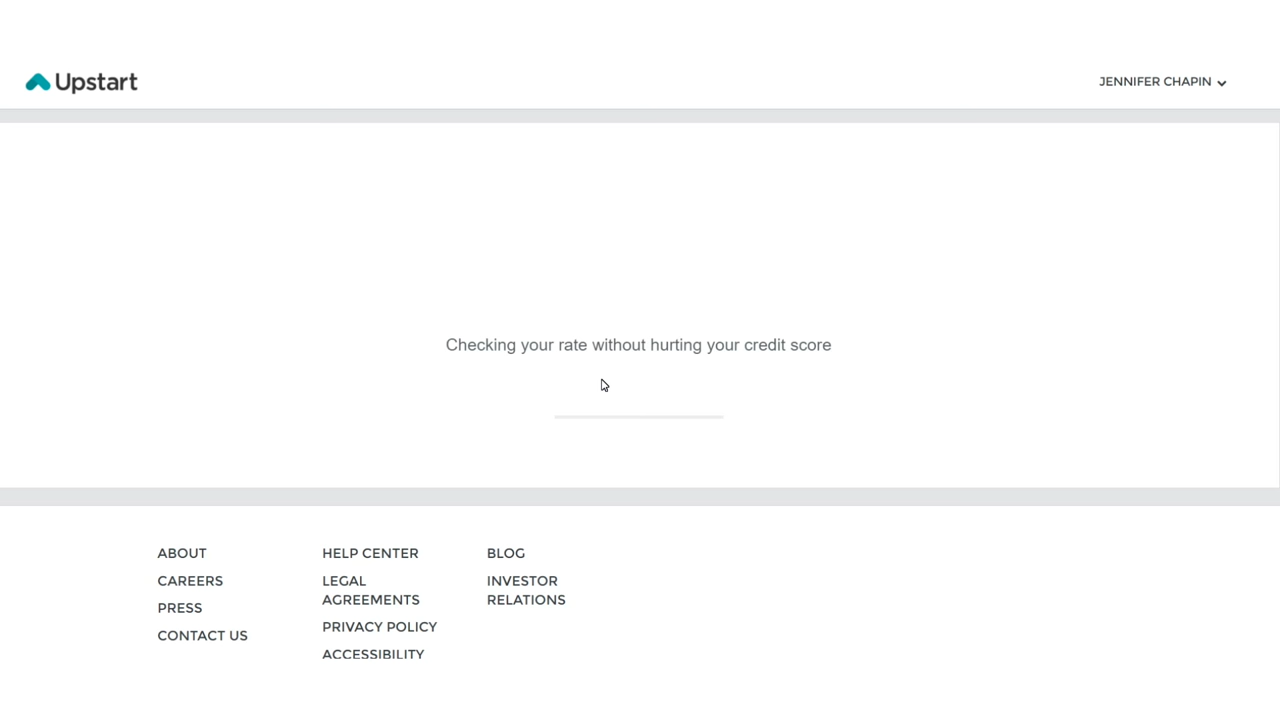 Upstart
JENNIFER CHAPIN
Checking your rate without hurting your credit score
ABOUT
CAREERS
PRESS
CONTACT US
HELP CENTER
LEGAL
AGREEMENTS
PRIVACY POLICY
ACCESSIBILITY
BLOG
INVESTOR
RELATIONS